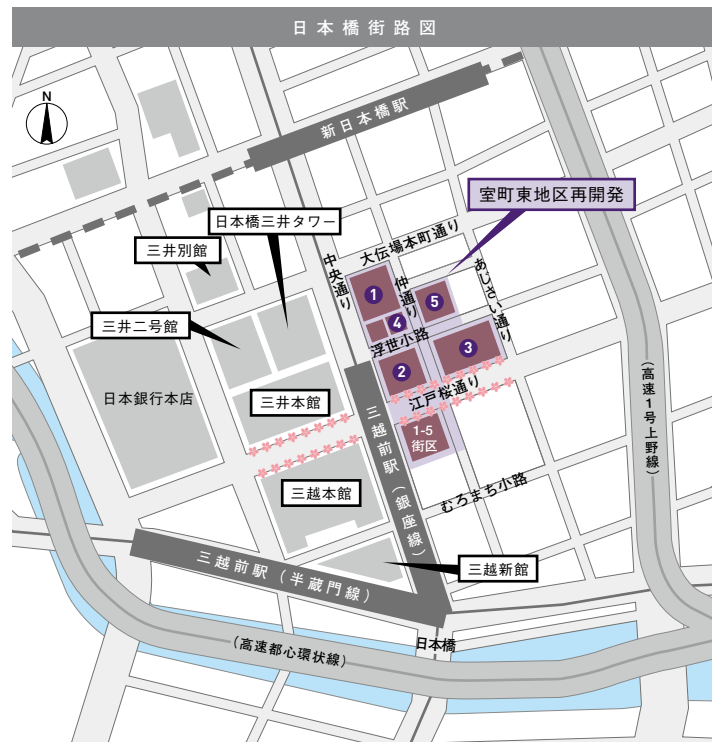 日本橋街路図
N
新日本橋駅
室町東地区再開発
日本橋三井タワー
三井別館
大伝場本町通り
中央通り
仲通り
あじさい通り
1
5
4
三井二号館
浮世小路
3
2
日本銀行本店
三井本館
江戸桜通り
(高速1号上野線)
三越前駅(銀座線)
1-5
街区
三越本館
むろまち小路
三越前駅(半蔵門線)
三越新館
日本橋
(高速都心環状線)